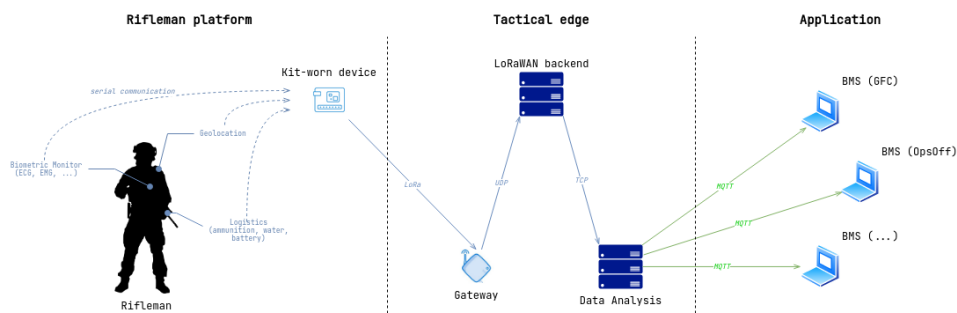 Rifleman platform
Tactical edge
Application
Kit-worn device
LoRaWAN backend
BMS (GFC)
serial communication
Geolocation
BMS (OpsOff)
Biometric Monitor
(ECG, EMG, ...)
LoRa
UDP
TCP
MQTT
Logistics
(ammunition, water,
battery)
MQTT
BMS (...)
MQTT
Rifleman
Gateway
Data Analysis